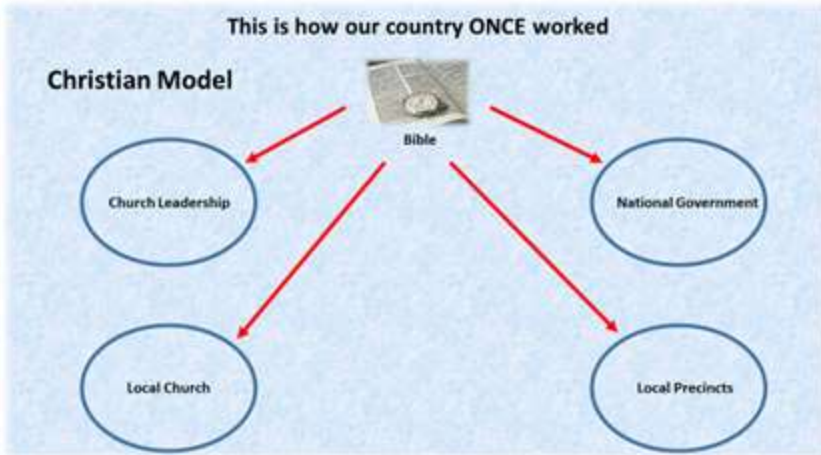 This is how our country ONCE worked
Christian Model
Bible
Church Leadership
National Government
Local Church
Local Precincts